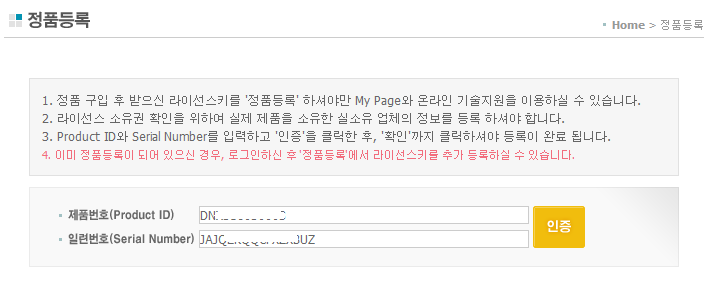 정품등록
Home > 정품등록
1. 정품 구입 후 받으신 라이선스키를 '정품등록' 하셔야만 My Page와 온라인 기술지원을 이용하실 수 있습니다.
2. 라이선스 소유권 확인을 위하여 실제 제품을 소유한 실소유 업체의 정보를 등록 하셔야 합니다.
3. Product ID와 Serial Number를 입력하고 '인증'을 클릭한 후, '확인'까지 클릭하셔야 등록이 완료 됩니다.
4. 이미 정품등록이 되어 있으신 경우, 로그인하신 후 '정품등록'에서 라이선스키를 추가 등록하실 수 있습니다.
제품번호(Product ID)
일련번호(Serial Number)
인증